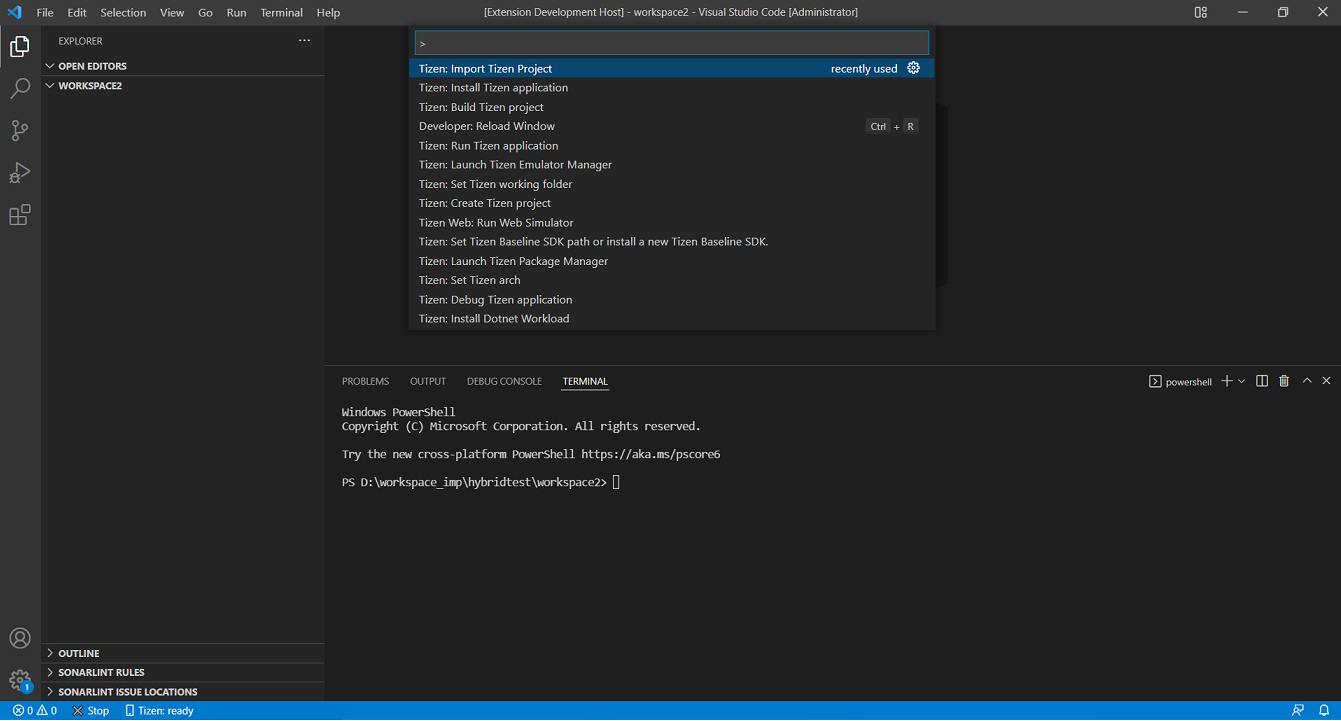 File Edit Selection View Go Run Terminal Help
[Extension Development Host] - workspace2 - Visual Studio Code [Administrator]
EXPLORER
OPEN EDITORS
WORKSPACE2
>
Tizen: Import Tizen Project recently used
Tizen: Install Tizen application
Tizen: Build Tizen project
Developer: Reload Window Ctrl + R
Tizen: Run Tizen application
Tizen: Launch Tizen Emulator Manager
Tizen: Set Tizen working folder
Tizen: Create Tizen project
Tizen Web: Run Web Simulator
Tizen: Set Tizen Baseline SDK path or install a new Tizen Baseline SDK.
Tizen: Launch Tizen Package Manager
Tizen: Set Tizen arch
Tizen: Debug Tizen application
Tizen: Install Dotnet Workload
PROBLEMS OUTPUT DEBUG CONSOLE TERMINAL powershell
Windows PowerShell
Copyright (C) Microsoft Corporation. All rights reserved.
Try the new cross-platform PowerShell https://aka.ms/pscore6
PS D:\workspace_imp\hybridtest\workspace2>
OUTLINE
SONARLINT RULES
SONARLINT ISSUE LOCATIONS
1
0 0 Stop Tizen: ready